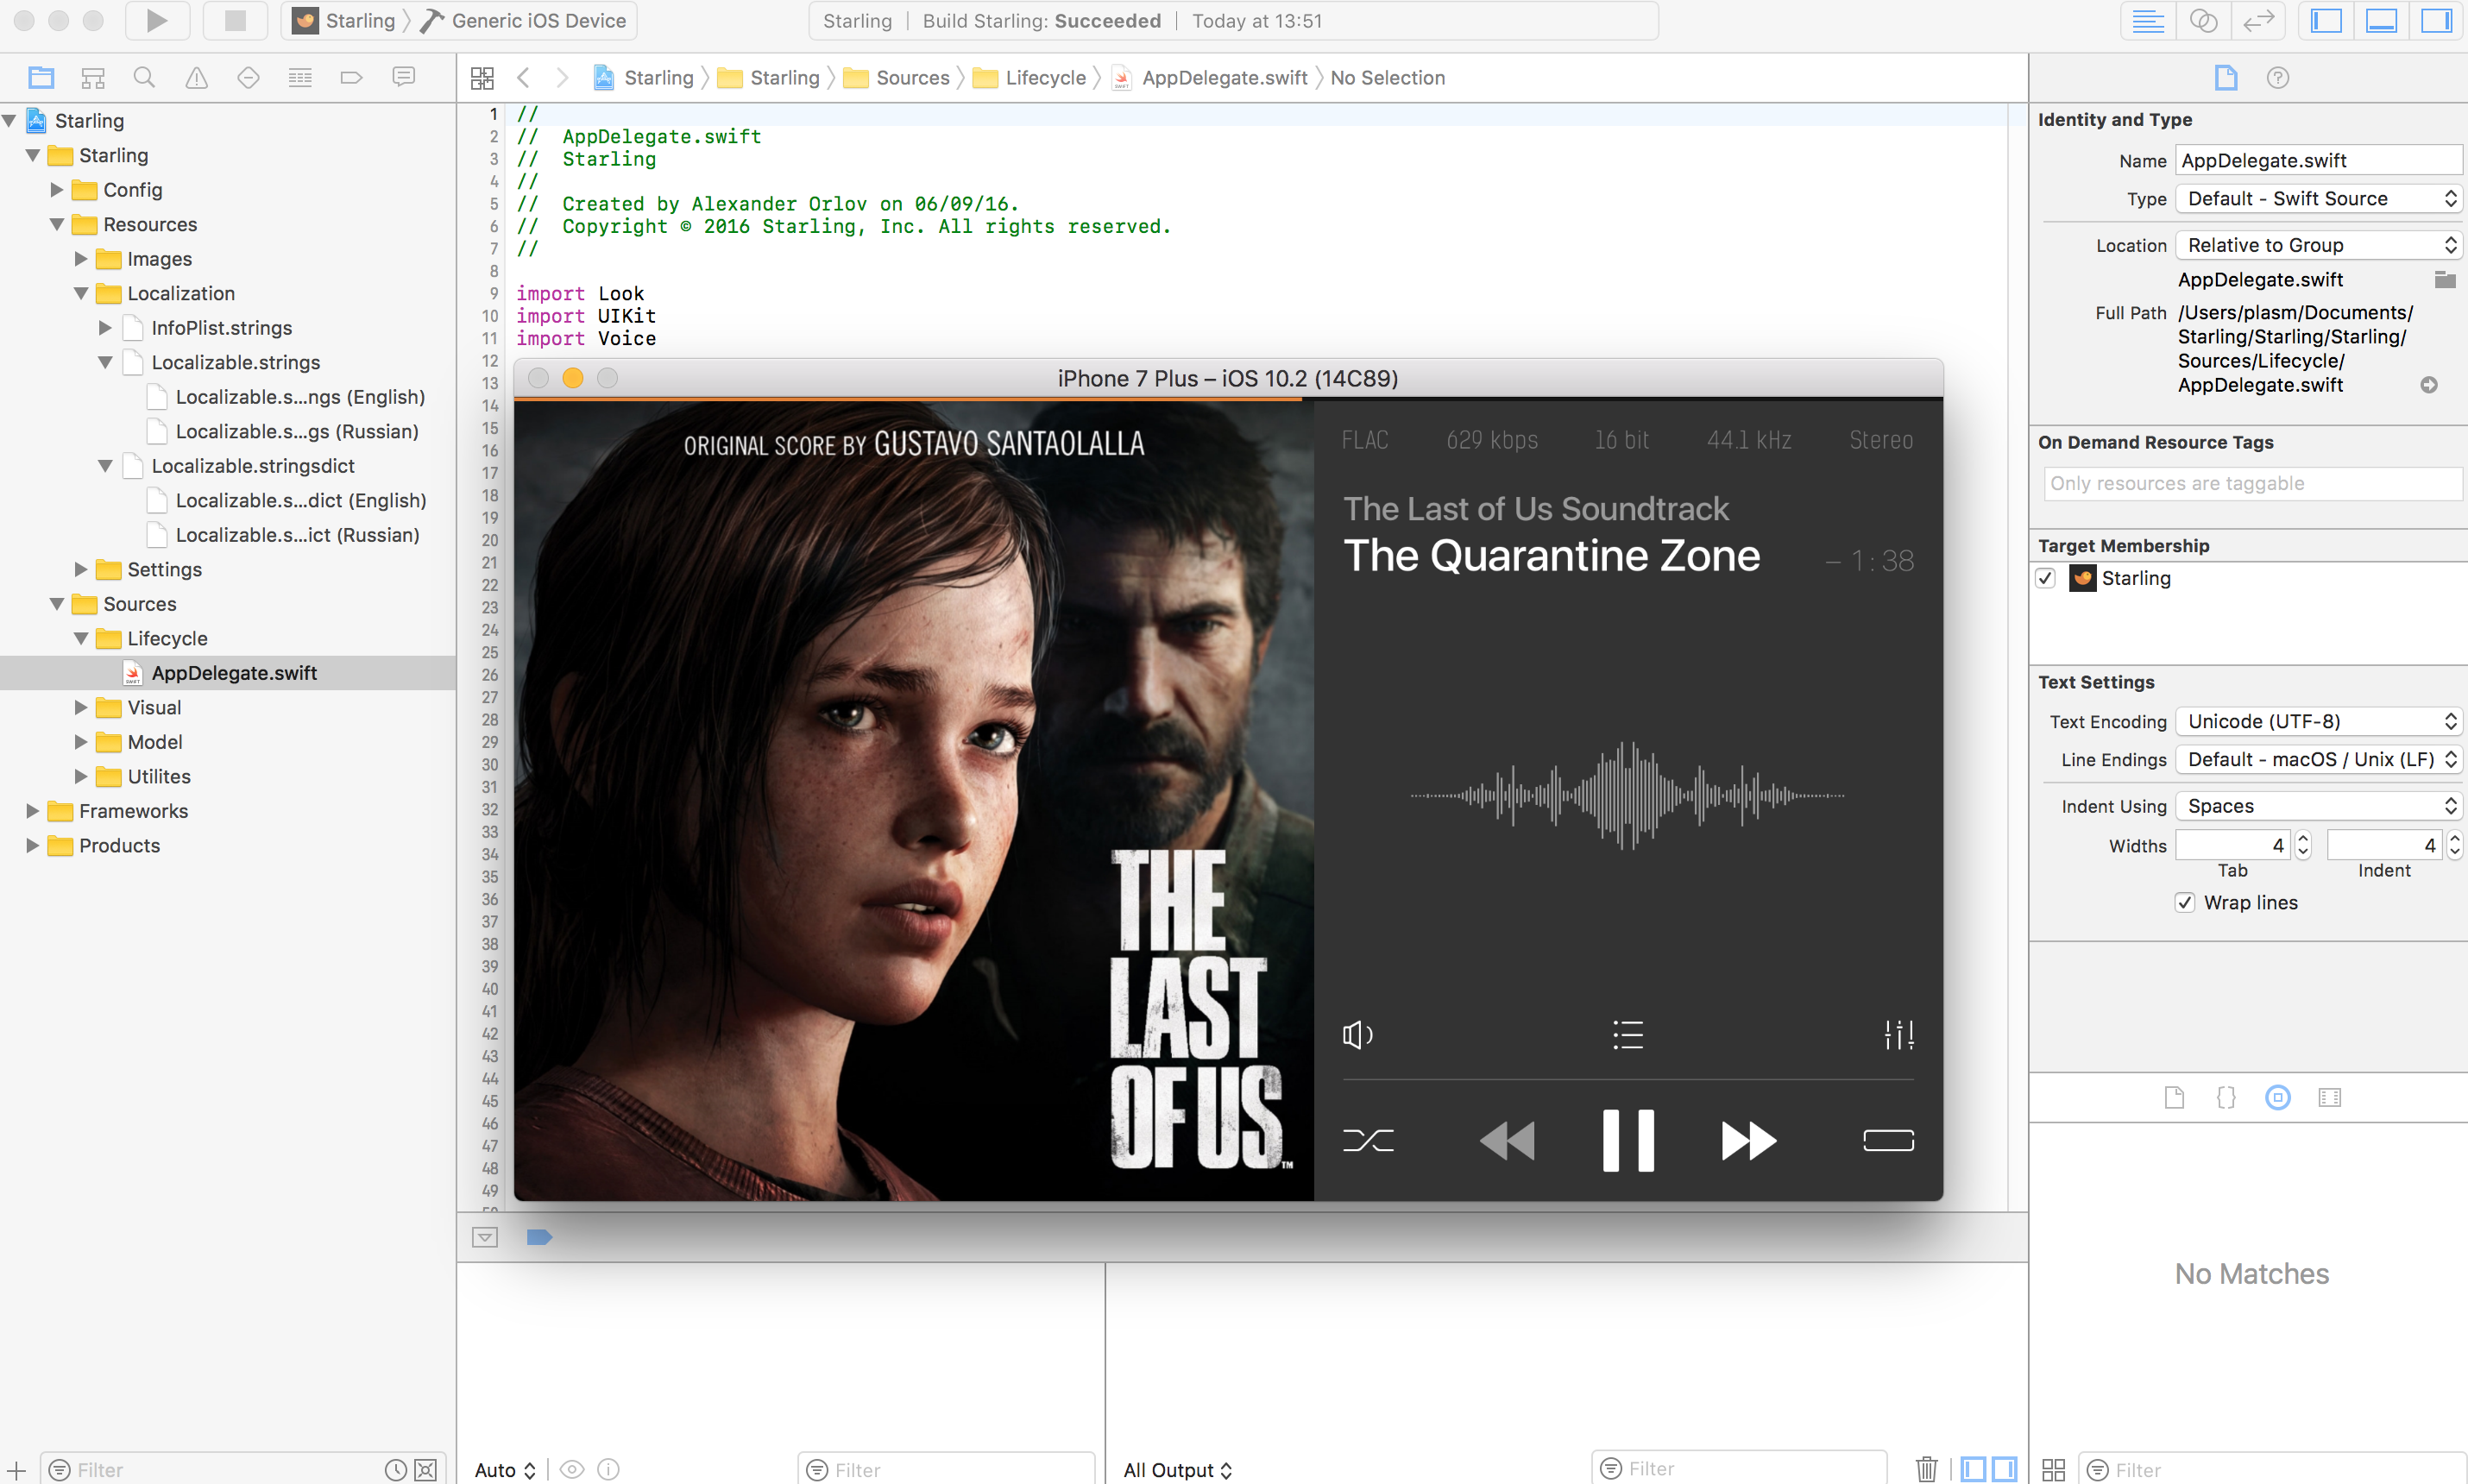 Starling
Generic iOS Device
Starling | Build Starling: Succeeded | Today at 13:51
Starling
Starling
Sources
Lifecycle
AppDelegate.swift
No Selection
Starling
Starling
Config
Resources
Images
Localization
InfoPlist.strings
Localizable.strings
Localizable.s...ngs (English)
Localizable.s...gs (Russian)
Localizable.stringsdict
Localizable.s...dict (English)
Localizable.s...ict (Russian)
Settings
Sources
Lifecycle
AppDelegate.swift
Visual
Model
Utilites
Frameworks
Products
Filter
1 //
2 //  AppDelegate.swift
3 //  Starling
4 //
5 //  Created by Alexander Orlov on 06/09/16.
6 //  Copyright © 2016 Starling, Inc. All rights reserved.
7 //
8
9 import Look
10 import UIKit
11 import Voice
12
13
14
15
16
17
18
19
20
21
22
23
24
25
26
27
28
29
30
31
32
33
34
35
36
37
38
39
40
41
42
43
44
45
46
47
48
49
iPhone 7 Plus – iOS 10.2 (14C89)
ORIGINAL SCORE BY GUSTAVO SANTAOLALLA
THE
LAST
OF US™
FLAC 629 kbps 16 bit 44.1 kHz Stereo
The Last of Us Soundtrack
The Quarantine Zone – 1:38
Auto
Filter
All Output
Filter
Identity and Type
Name AppDelegate.swift
Type Default - Swift Source
Location Relative to Group
AppDelegate.swift
Full Path /Users/plasm/Documents/
Starling/Starling/Starling/
Sources/Lifecycle/
AppDelegate.swift
On Demand Resource Tags
Only resources are taggable
Target Membership
Starling
Text Settings
Text Encoding Unicode (UTF-8)
Line Endings Default - macOS / Unix (LF)
Indent Using Spaces
Widths 4 4
Tab Indent
Wrap lines
No Matches
Filter